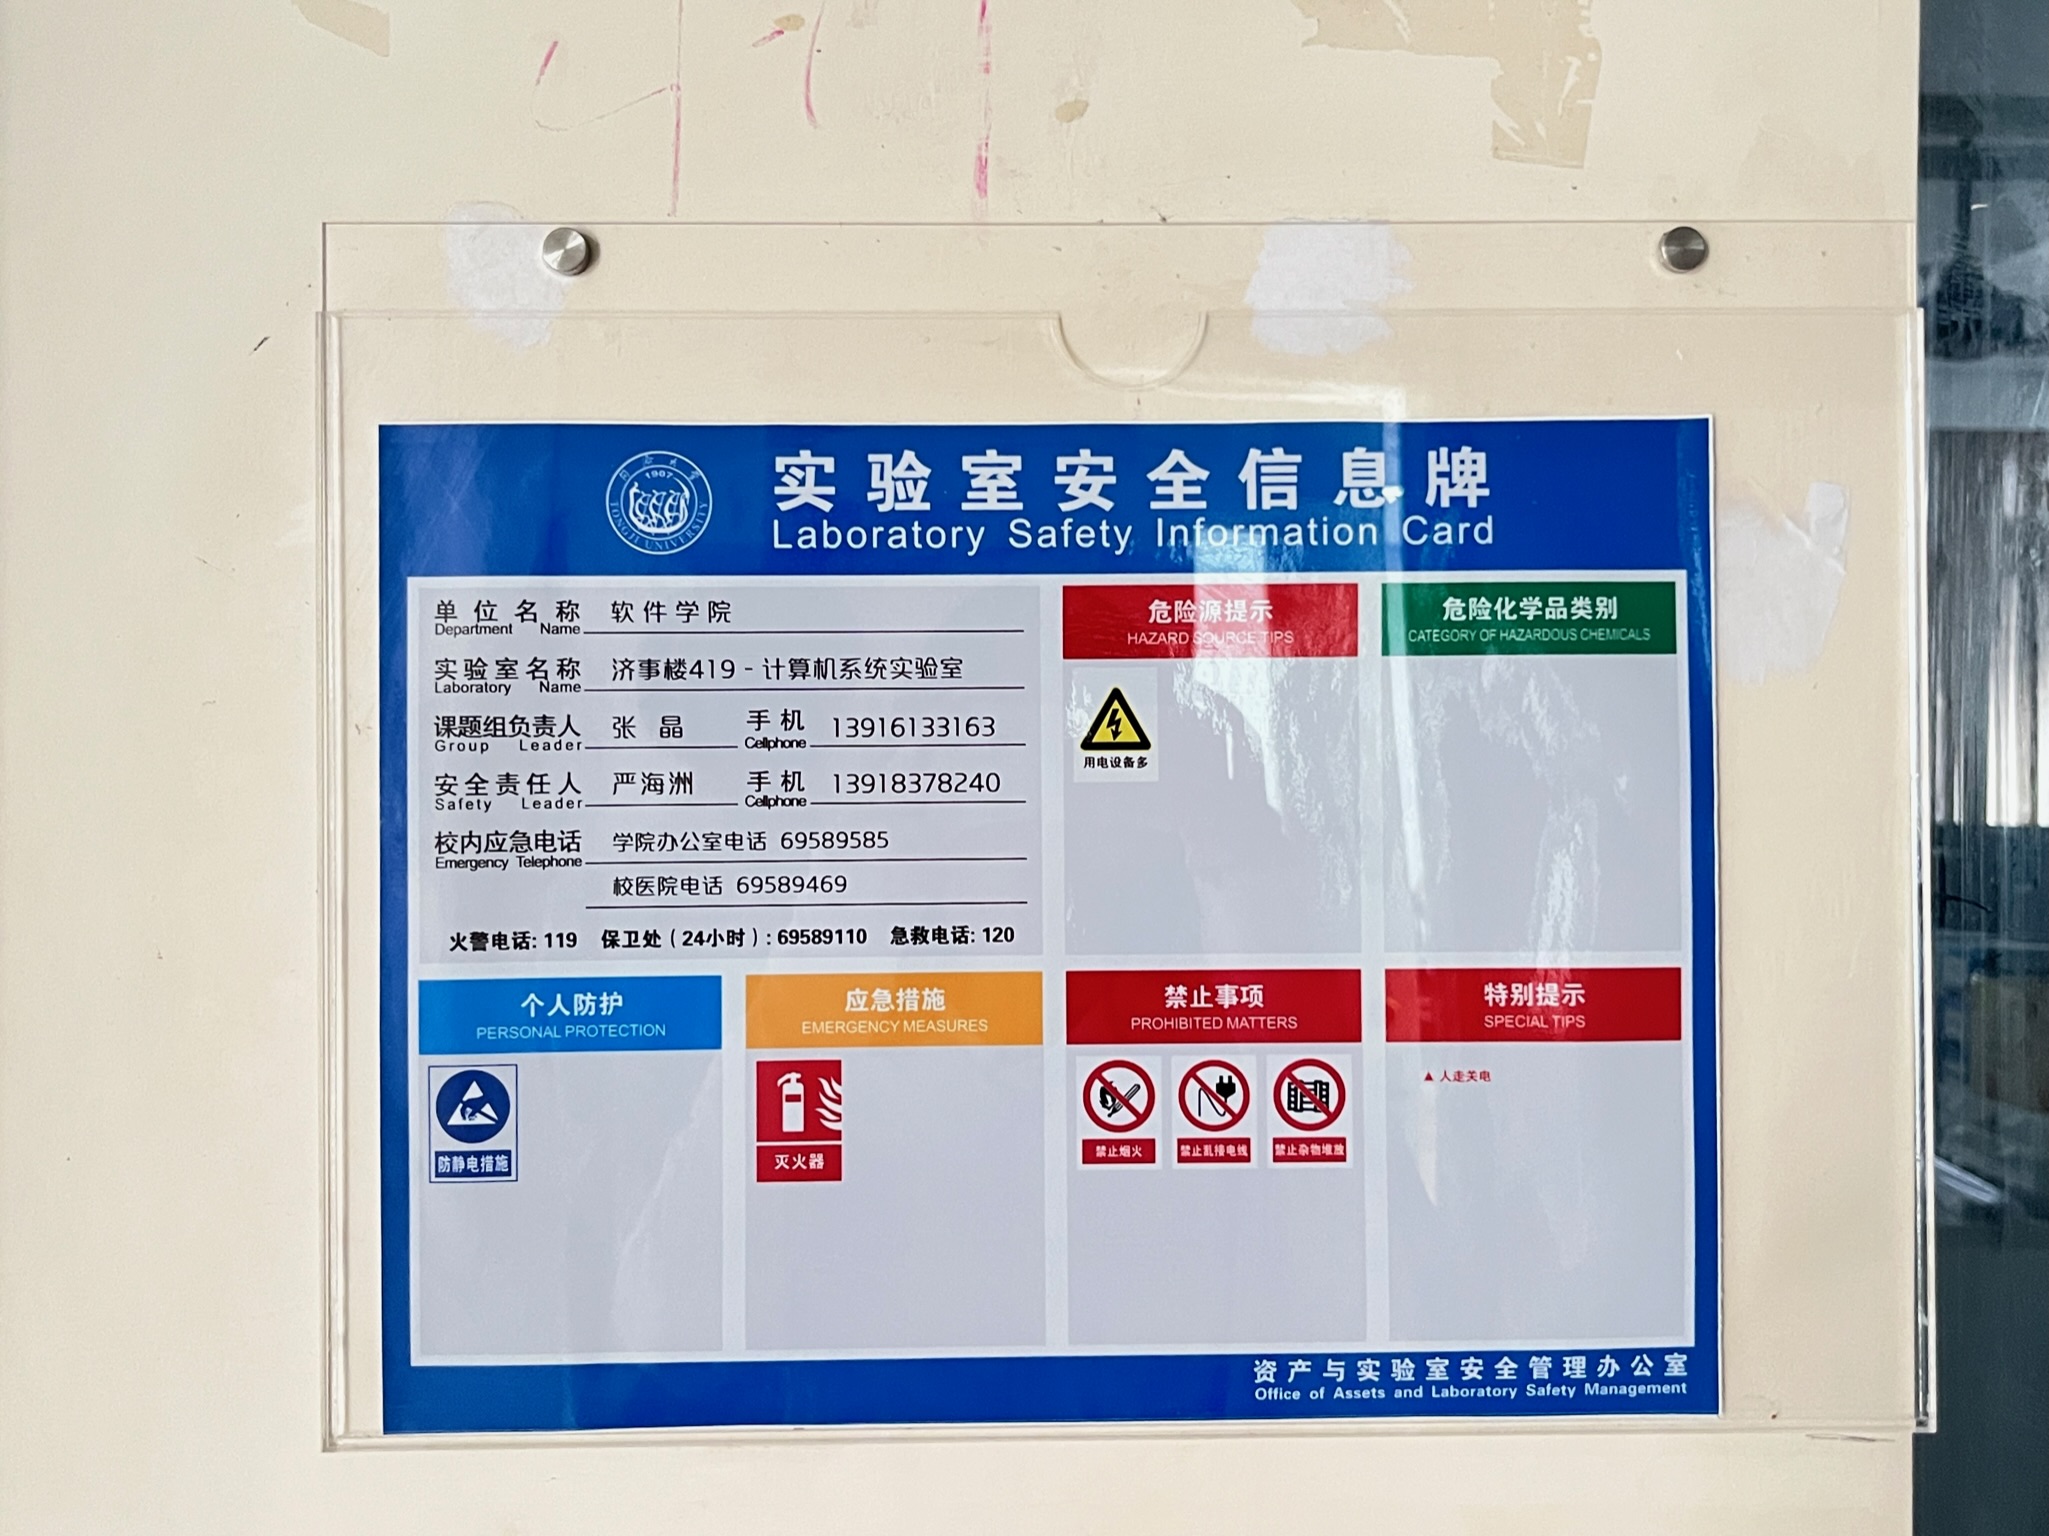 同济大学
1907
TONGJI UNIVERSITY
实验室安全信息牌
Laboratory Safety Information Card
单位名称 软件学院
Department Name
实验室名称 济事楼419 - 计算机系统实验室
Laboratory Name
课题组负责人 张 晶 手机 13916133163
Group Leader Cellphone
安全责任人 严海洲 手机 13918378240
Safety Leader Cellphone
校内应急电话 学院办公室电话 69589585
Emergency Telephone
校医院电话 69589469
火警电话: 119 保卫处（24小时）: 69589110 急救电话: 120
危险源提示
HAZARD SOURCE TIPS
用电设备多
危险化学品类别
CATEGORY OF HAZARDOUS CHEMICALS
个人防护
PERSONAL PROTECTION
防静电措施
应急措施
EMERGENCY MEASURES
灭火器
禁止事项
PROHIBITED MATTERS
禁止烟火 禁止乱接电线 禁止杂物堆放
特别提示
SPECIAL TIPS
▲ 人走关电
资产与实验室安全管理办公室
Office of Assets and Laboratory Safety Management